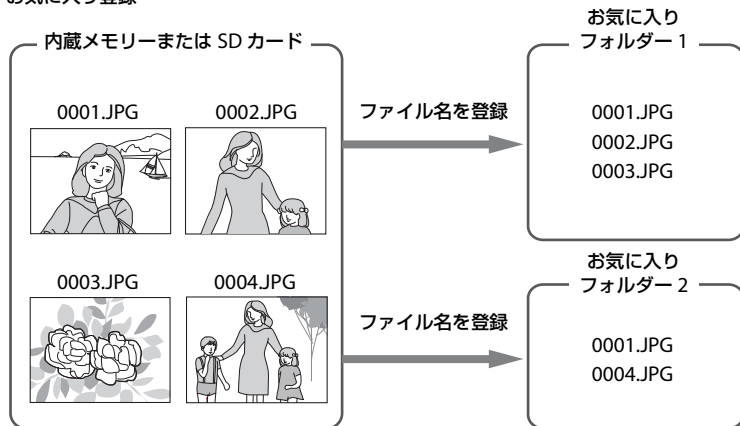 お気に入り登録
内蔵メモリーまたは SD カード
0001.JPG
0002.JPG
0003.JPG
0004.JPG
ファイル名を登録
お気に入り
フォルダー 1
0001.JPG
0002.JPG
0003.JPG
ファイル名を登録
お気に入り
フォルダー 2
0001.JPG
0004.JPG